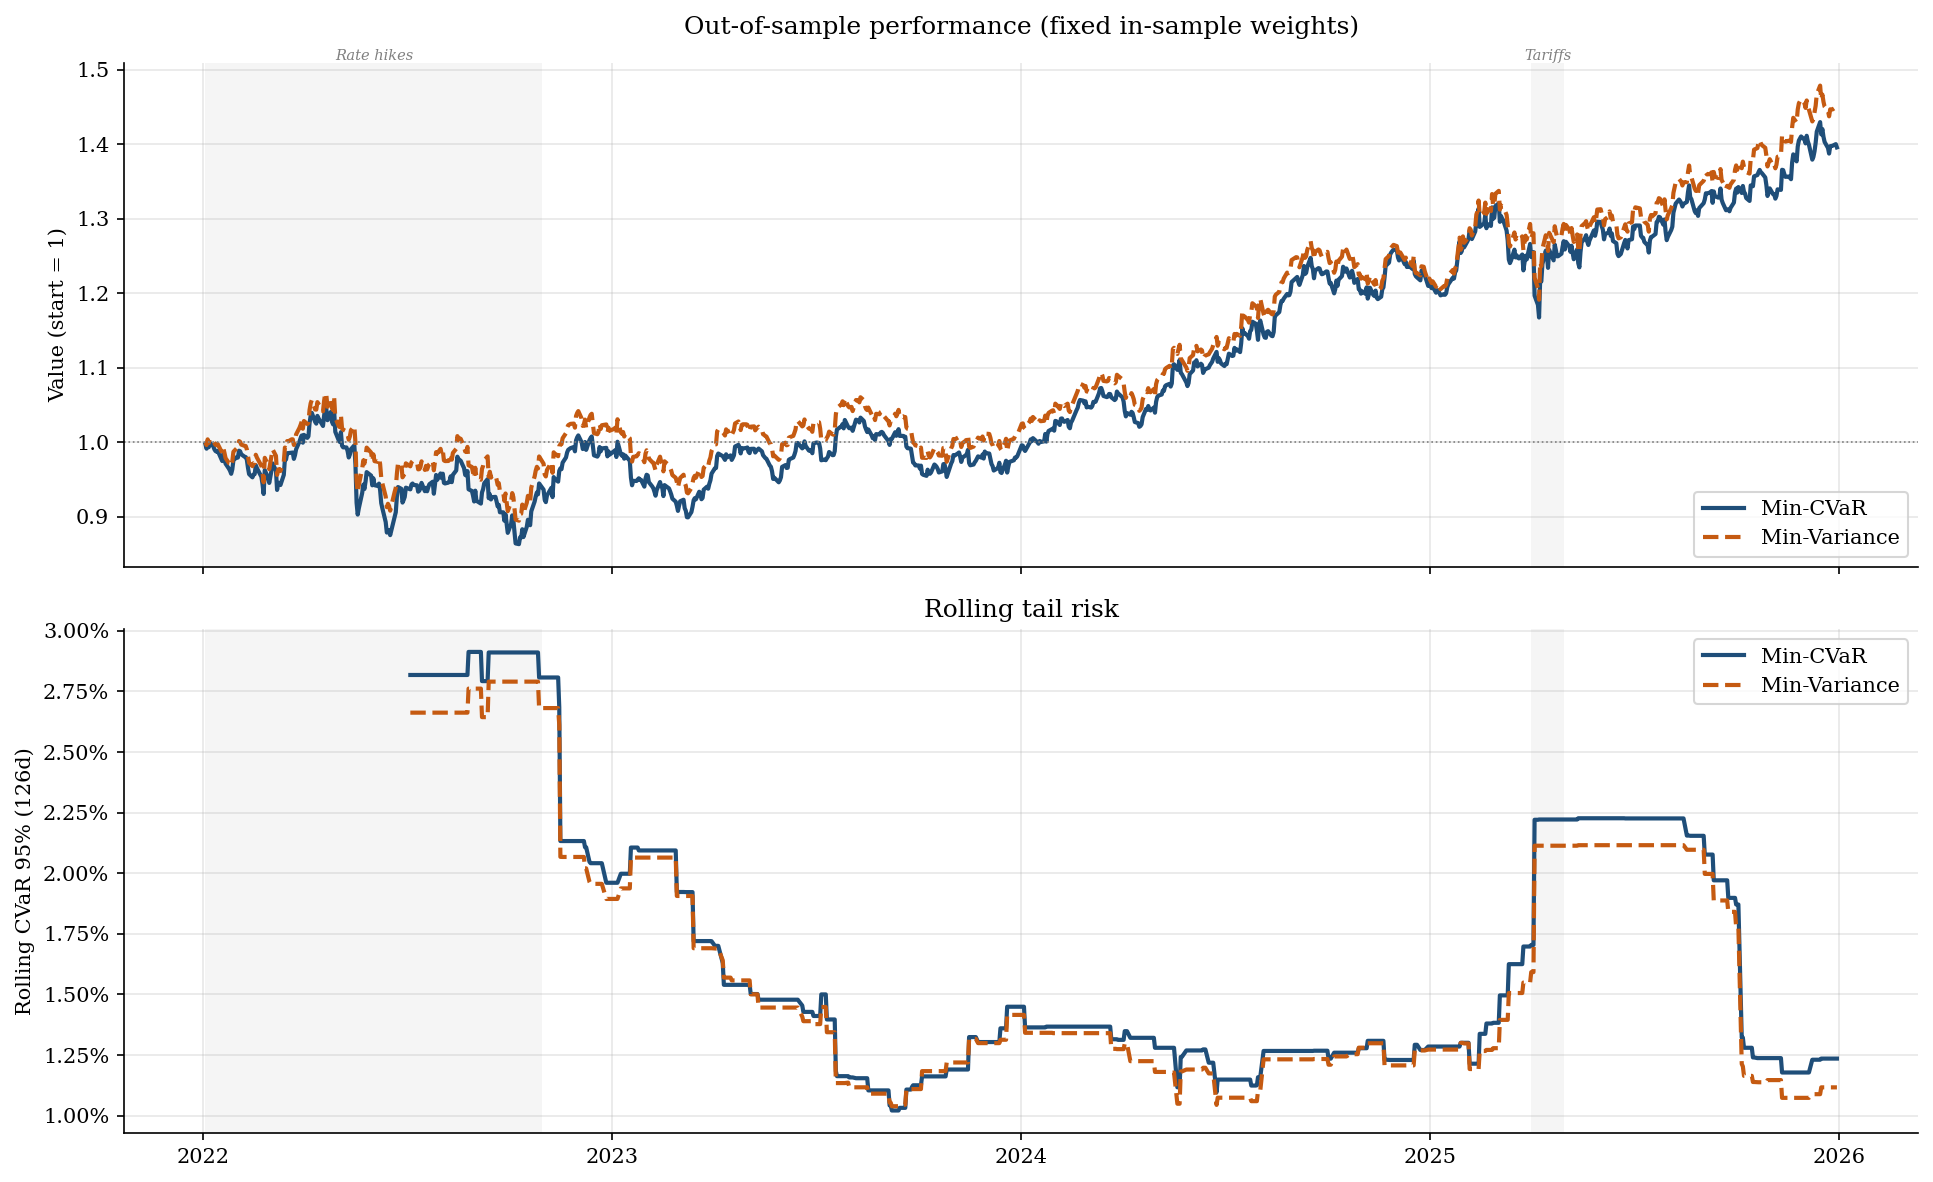 Out-of-sample performance (fixed in-sample weights)
Rate hikes
Tariffs
Value (start = 1)
1.5
1.4
1.3
1.2
1.1
1.0
0.9
Min-CVaR
Min-Variance
Rolling tail risk
Rolling CVaR 95% (126d)
3.00%
2.75%
2.50%
2.25%
2.00%
1.75%
1.50%
1.25%
1.00%
Min-CVaR
Min-Variance
2022
2023
2024
2025
2026